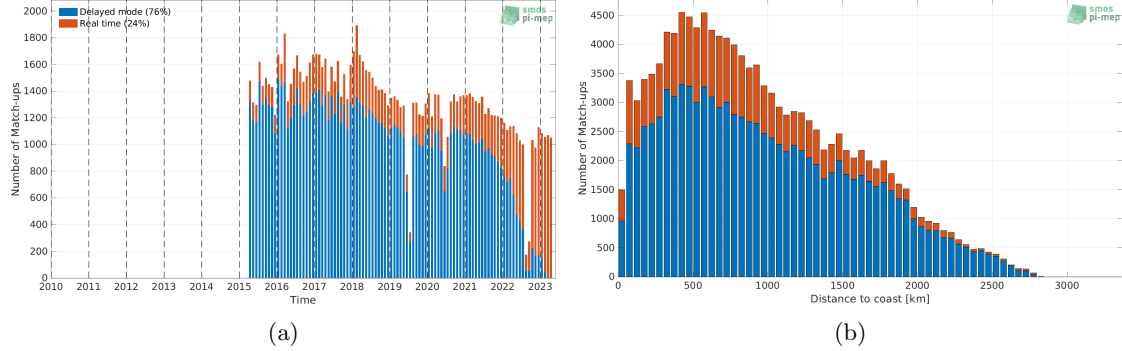 Delayed mode (76%)
Real time (24%)
smos
pi-mep
Number of Match-ups
2000
1800
1600
1400
1200
1000
800
600
400
200
0
2010 2011 2012 2013 2014 2015 2016 2017 2018 2019 2020 2021 2022 2023
Time
(a)
smos
pi-mep
Number of Match-ups
4500
4000
3500
3000
2500
2000
1500
1000
500
0
0 500 1000 1500 2000 2500 3000
Distance to coast [km]
(b)